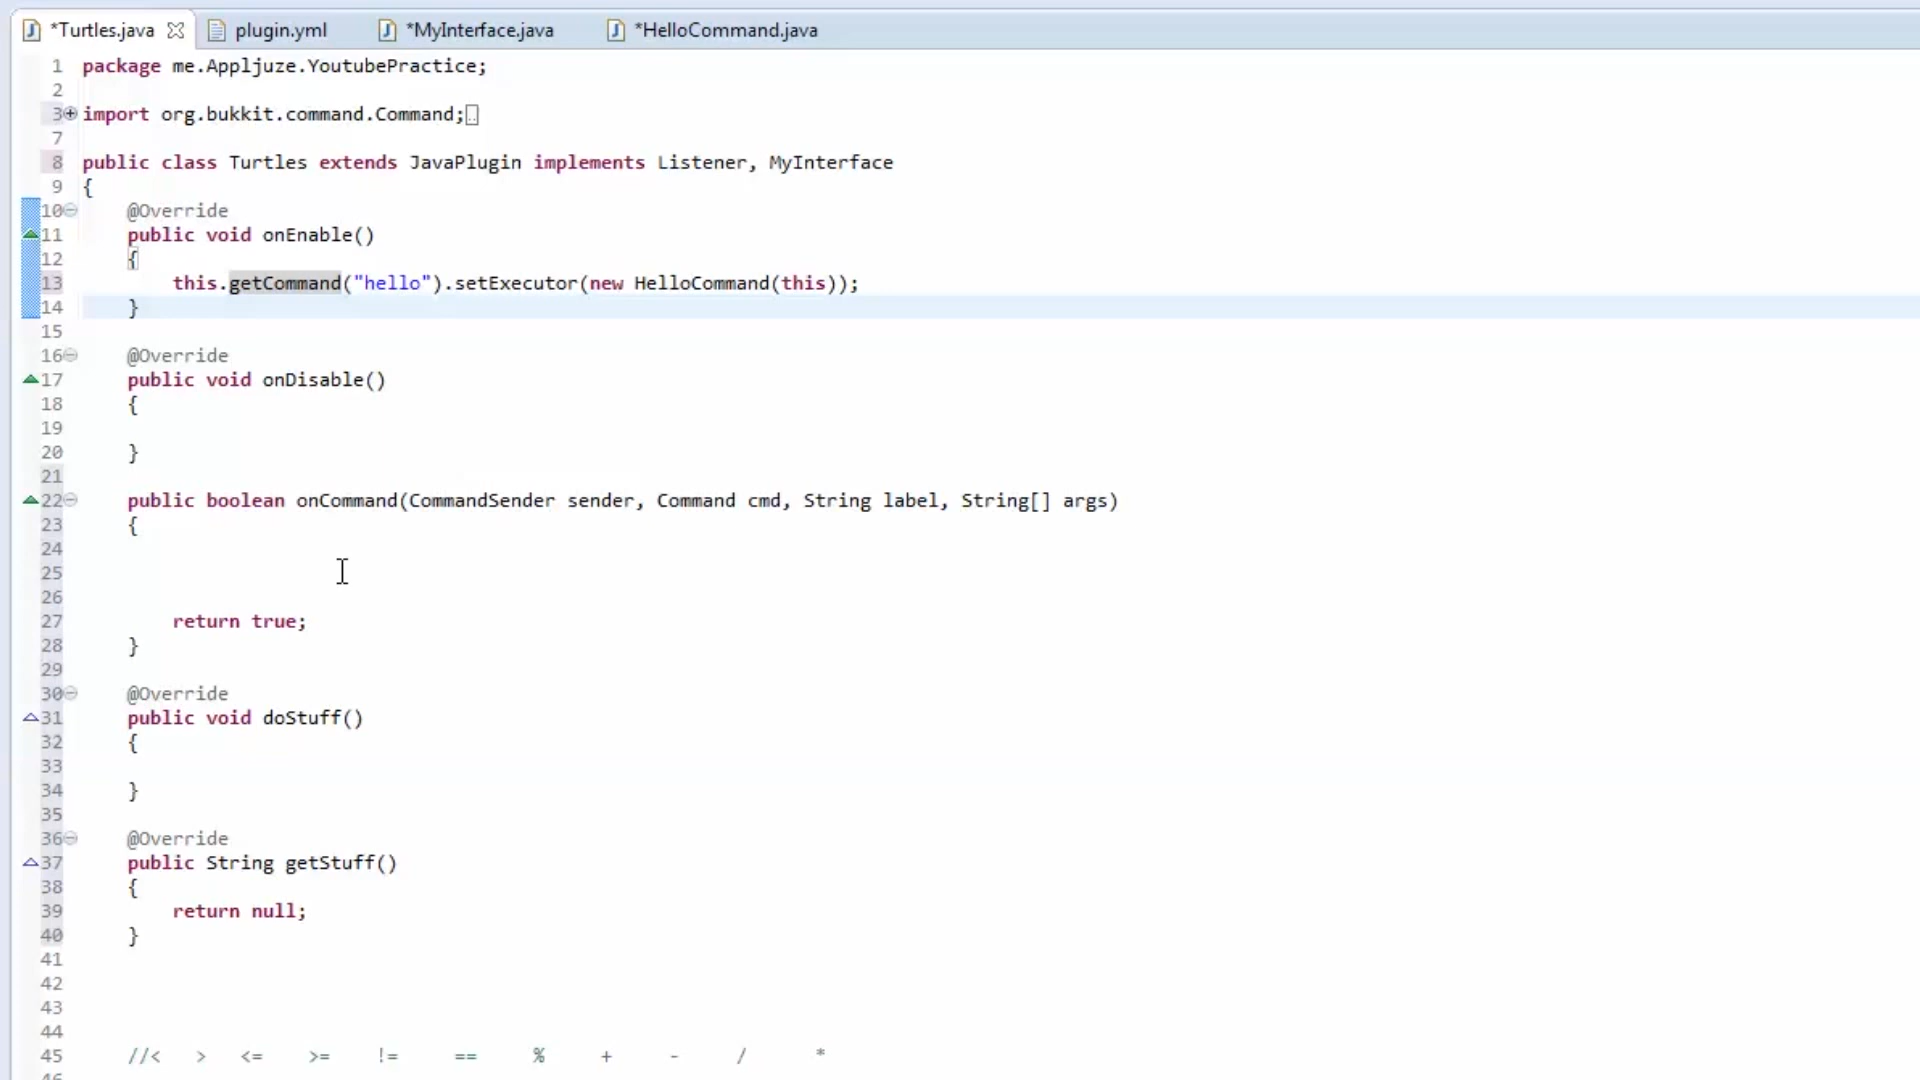 *Turtles.java plugin.yml *MyInterface.java *HelloCommand.java
1 package me.Appljuze.YoutubePractice;
2
3 import org.bukkit.command.Command;
7
8 public class Turtles extends JavaPlugin implements Listener, MyInterface
9 {
10 @Override
11 public void onEnable()
12 {
13 this.getCommand("hello").setExecutor(new HelloCommand(this));
14 }
15
16 @Override
17 public void onDisable()
18 {
19
20 }
21
22 public boolean onCommand(CommandSender sender, Command cmd, String label, String[] args)
23 {
24
25
26
27 return true;
28 }
29
30 @Override
31 public void doStuff()
32 {
33
34 }
35
36 @Override
37 public String getStuff()
38 {
39 return null;
40 }
41
42
43
44
45 //< > <= >= != == % + - / *
46